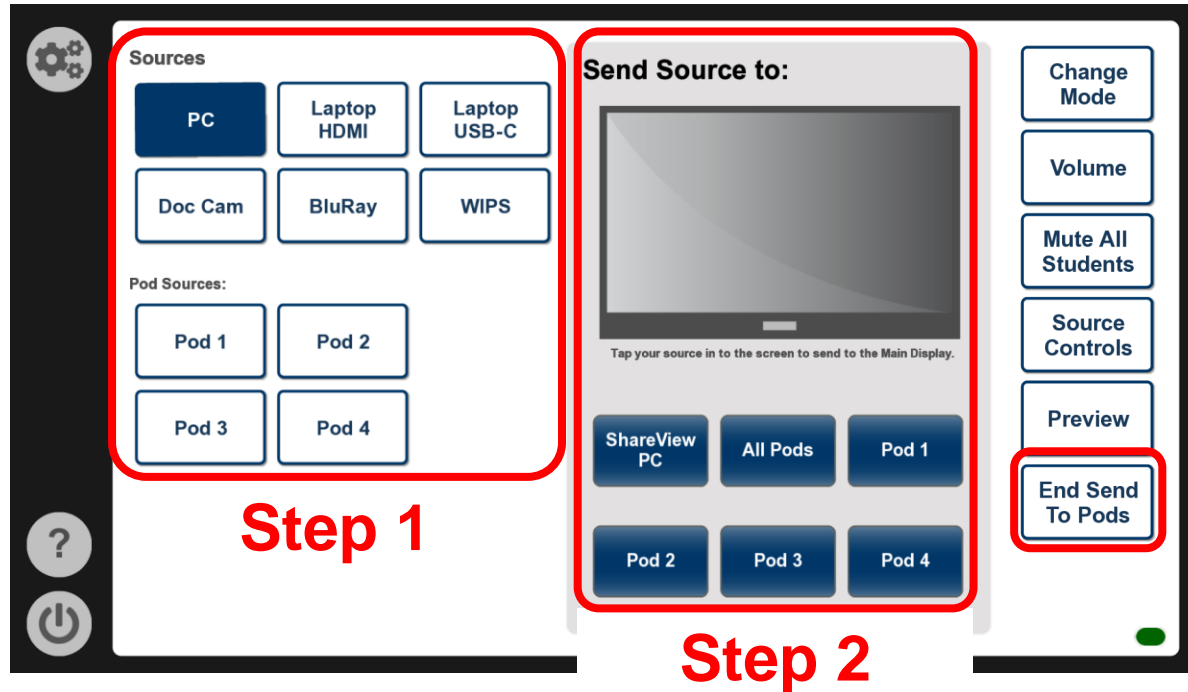 Sources
PC
Laptop
HDMI
Laptop
USB-C
Doc Cam
BluRay
WIPS
Pod Sources:
Pod 1
Pod 2
Pod 3
Pod 4
Step 1
Send Source to:
Tap your source in to the screen to send to the Main Display.
ShareView
PC
All Pods
Pod 1
Pod 2
Pod 3
Pod 4
Step 2
Change
Mode
Volume
Mute All
Students
Source
Controls
Preview
End Send
To Pods
?